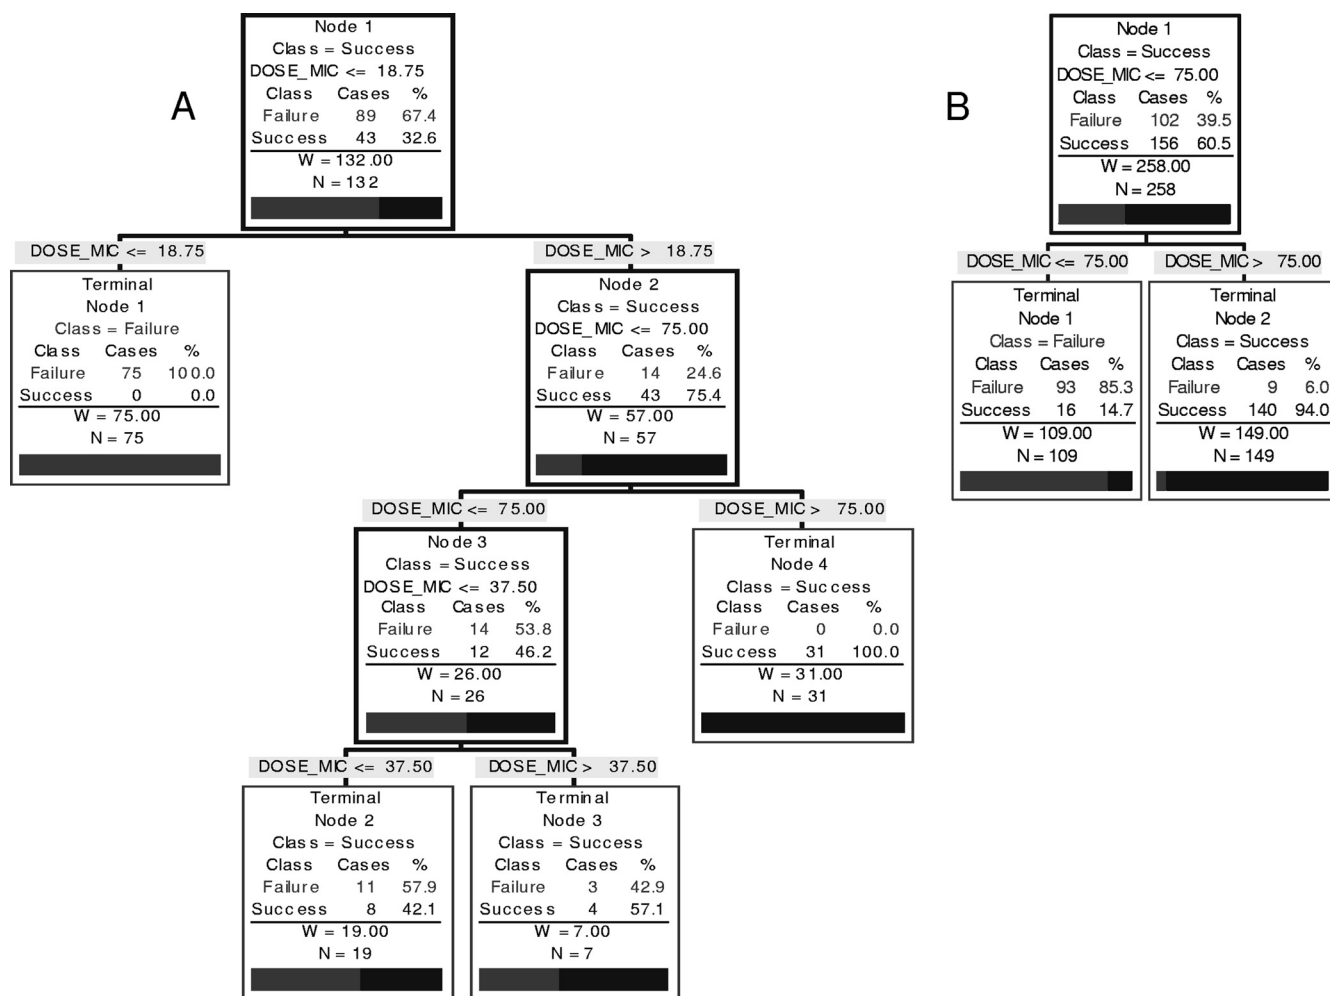 A
Node 1
Class = Success
DOSE_MIC <= 18.75
Class Cases %
Failure 89 67.4
Success 43 32.6
W = 132.00
N = 132
DOSE_MIC <= 18.75
DOSE_MIC > 18.75
Terminal
Node 1
Class = Failure
Class Cases %
Failure 75 100.0
Success 0 0.0
W = 75.00
N = 75
Node 2
Class = Success
DOSE_MIC <= 75.00
Class Cases %
Failure 14 24.6
Success 43 75.4
W = 57.00
N = 57
DOSE_MIC <= 75.00
DOSE_MIC > 75.00
Node 3
Class = Success
DOSE_MIC <= 37.50
Class Cases %
Failure 14 53.8
Success 12 46.2
W = 26.00
N = 26
Terminal
Node 4
Class = Success
Class Cases %
Failure 0 0.0
Success 31 100.0
W = 31.00
N = 31
DOSE_MIC <= 37.50
DOSE_MIC > 37.50
Terminal
Node 2
Class = Success
Class Cases %
Failure 11 57.9
Success 8 42.1
W = 19.00
N = 19
Terminal
Node 3
Class = Success
Class Cases %
Failure 3 42.9
Success 4 57.1
W = 7.00
N = 7
B
Node 1
Class = Success
DOSE_MIC <= 75.00
Class Cases %
Failure 102 39.5
Success 156 60.5
W = 258.00
N = 258
DOSE_MIC <= 75.00
DOSE_MIC > 75.00
Terminal
Node 1
Class = Failure
Class Cases %
Failure 93 85.3
Success 16 14.7
W = 109.00
N = 109
Terminal
Node 2
Class = Success
Class Cases %
Failure 9 6.0
Success 140 94.0
W = 149.00
N = 149